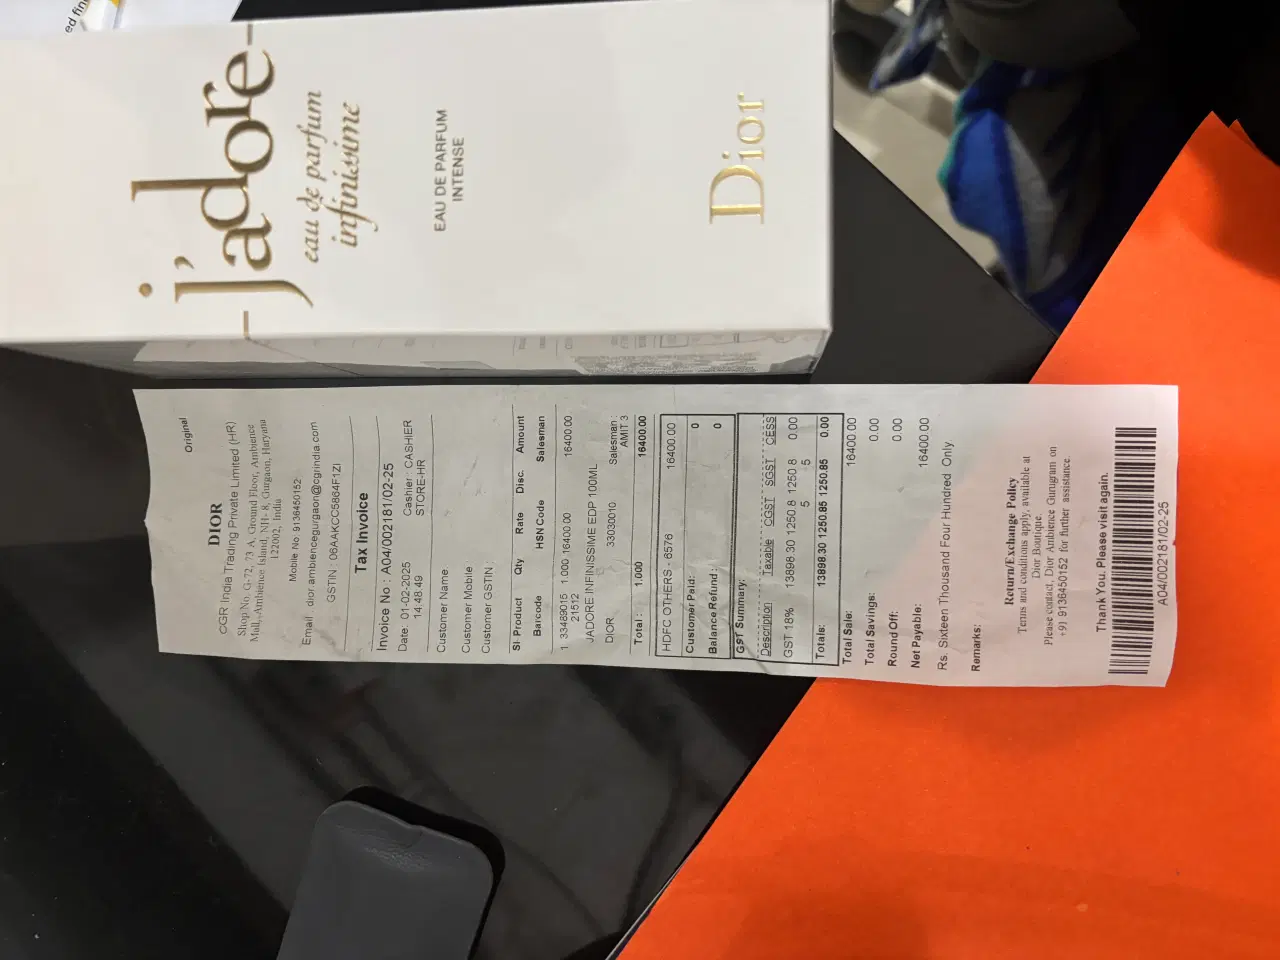 ed fin
j'adore
eau de parfum
infinissime
EAU DE PARFUM
INTENSE
Dior
Original
DIOR
CGR India Trading Private Limited (HR)
Shop No. G-72, 73 A, Ground Floor, Ambience
Mall, Ambience Island, NH- 8, Gurgaon, Haryana
122002, India
Mobile No: 9136450152
Email: dior.ambiencegurgaon@cgrindia.com
GSTIN : 06AAKCC5864F1ZI
Tax Invoice
Invoice No : A04/002181/02-25
Date : 01-02-2025 Cashier : CASHIER
14.48.49 STORE-HR
Customer Name
Customer Mobile
Customer GSTIN :
Sl. Product Qty Rate Disc. Amount
Barcode HSN Code Salesman
1 33489015 1.000 16400.00 16400.00
21512
JADORE INFINISSIME EDP 100ML
DIOR 33030010 Salesman :
AMIT 3
Total : 1.000 16400.00
HDFC OTHERS - 6576 16400.00
Customer Paid: 0
Balance Refund : 0
GST Summary:
Description Taxable CGST SGST CESS
GST 18% 13898.30 1250.8 1250.8 0.00
5 5
Totals: 13898.30 1250.85 1250.85 0.00
Total Sale: 16400.00
Total Savings: 0.00
Round Off: 0.00
Net Payable: 16400.00
Rs. Sixteen Thousand Four Hundred Only
Remarks:
Return/Exchange Policy
Terms and conditions apply, available at
Dior Boutique.
Please contact, Dior Ambience Gurugram on
+91 9136450152 for further assistance.
Thank You. Please visit again.
A04/002181/02-25